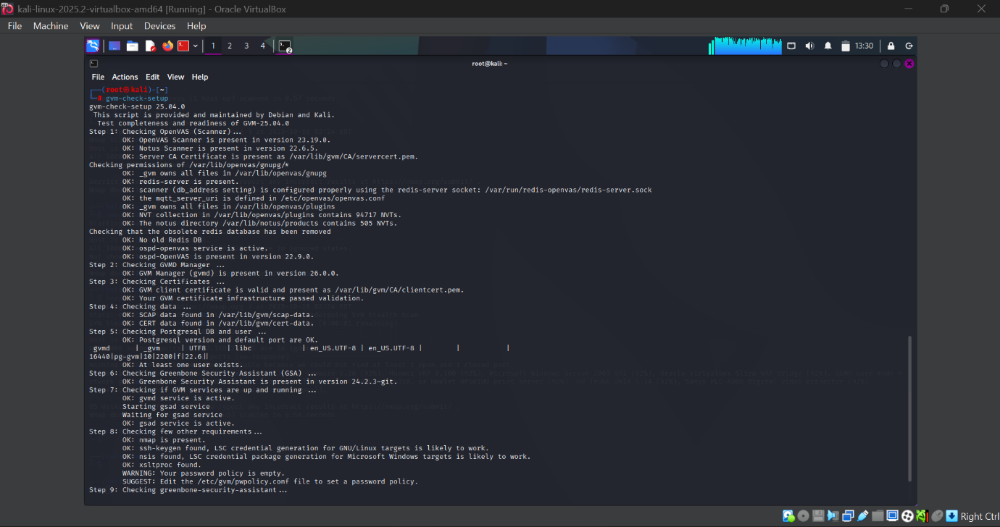 kali-linux-2025.2-virtualbox-amd64 [Running] - Oracle VirtualBox
File Machine View Input Devices Help
1 2 3 4 2 13:30
root@kali: ~
File Actions Edit View Help
┌──(root㉿kali)-[~]
└─# gvm-check-setup
gvm-check-setup 25.04.0
This script is provided and maintained by Debian and Kali.
Test completeness and readiness of GVM-25.04.0
Step 1: Checking OpenVAS (Scanner)...
OK: OpenVAS Scanner is present in version 23.19.0.
OK: Notus Scanner is present in version 22.6.5.
OK: Server CA Certificate is present as /var/lib/gvm/CA/servercert.pem.
Checking permissions of /var/lib/openvas/gnupg/*
OK: _gvm owns all files in /var/lib/openvas/gnupg
OK: redis-server is present.
OK: scanner (db_address setting) is configured properly using the redis-server socket: /var/run/redis-openvas/redis-server.sock
OK: the mqtt_server_uri is defined in /etc/openvas/openvas.conf
OK: _gvm owns all files in /var/lib/openvas/plugins
OK: NVT collection in /var/lib/openvas/plugins contains 94717 NVTs.
OK: The notus directory /var/lib/notus/products contains 505 NVTs.
Checking that the obsolete redis database has been removed
OK: No old Redis DB
OK: ospd-openvas service is active.
OK: ospd-OpenVAS is present in version 22.9.0.
Step 2: Checking GVMD Manager ...
OK: GVM Manager (gvmd) is present in version 26.0.0.
Step 3: Checking Certificates ...
OK: GVM client certificate is valid and present as /var/lib/gvm/CA/clientcert.pem.
OK: Your GVM certificate infrastructure passed validation.
Step 4: Checking data ...
OK: SCAP data found in /var/lib/gvm/scap-data.
OK: CERT data found in /var/lib/gvm/cert-data.
Step 5: Checking Postgresql DB and user ...
OK: Postgresql version and default port are OK.
gvmd | _gvm | UTF8 | libc | en_US.UTF-8 | en_US.UTF-8 | | |
16440|pg-gvm|10|2200|f|22.6||
OK: At least one user exists.
Step 6: Checking Greenbone Security Assistant (GSA) ...
OK: Greenbone Security Assistant is present in version 24.2.3~git.
Step 7: Checking if GVM services are up and running ...
OK: gvmd service is active.
Starting gsad service
Waiting for gsad service
OK: gsad service is active.
Step 8: Checking few other requirements...
OK: nmap is present.
OK: ssh-keygen found, LSC credential generation for GNU/Linux targets is likely to work.
OK: nsis found, LSC credential package generation for Microsoft Windows targets is likely to work.
OK: xsltproc found.
WARNING: Your password policy is empty.
SUGGEST: Edit the /etc/gvm/pwpolicy.conf file to set a password policy.
Step 9: Checking greenbone-security-assistant...
Right Ctrl